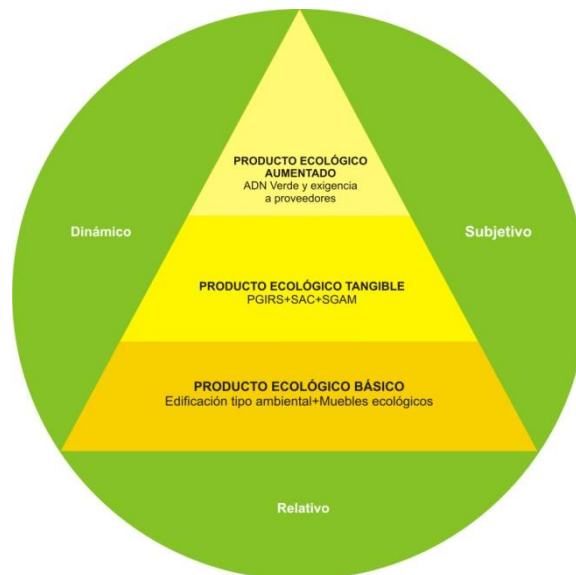 PRODUCTO ECOLÓGICO
AUMENTADO
ADN Verde y exigencia
a proveedores
Dinámico
Subjetivo
PRODUCTO ECOLÓGICO TANGIBLE
PGIRS+SAC+SGAM
PRODUCTO ECOLÓGICO BÁSICO
Edificación tipo ambiental+Muebles ecológicos
Relativo